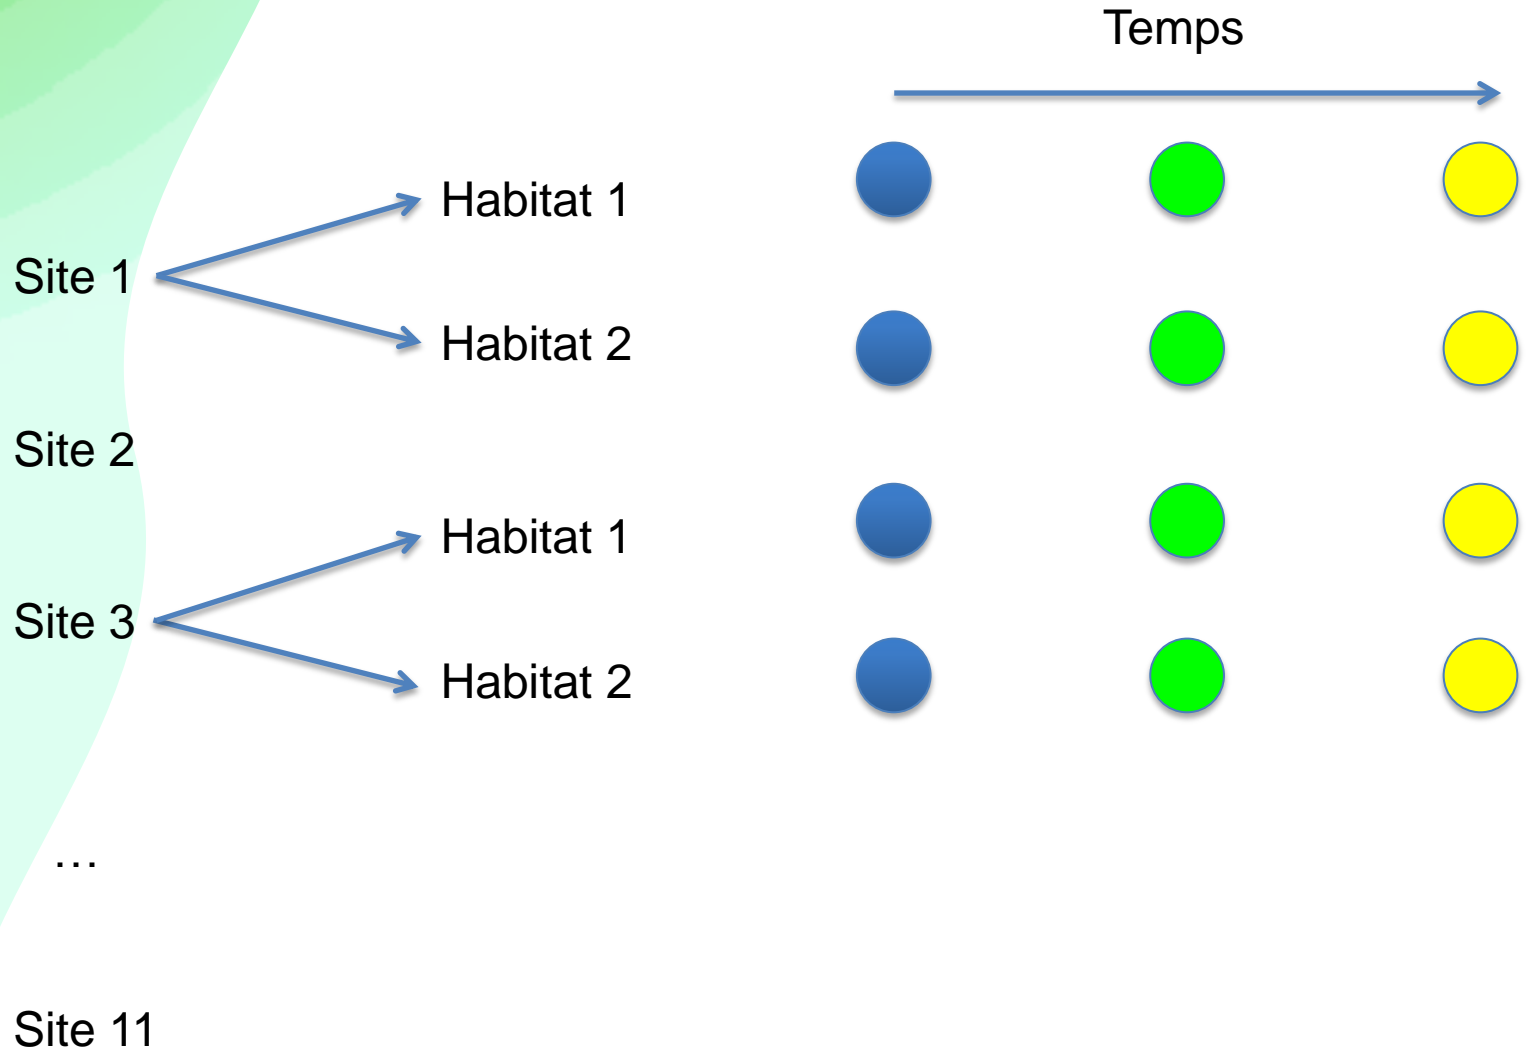 Temps
Habitat 1
Site 1
Habitat 2
Site 2
Habitat 1
Site 3
Habitat 2
…
Site 11